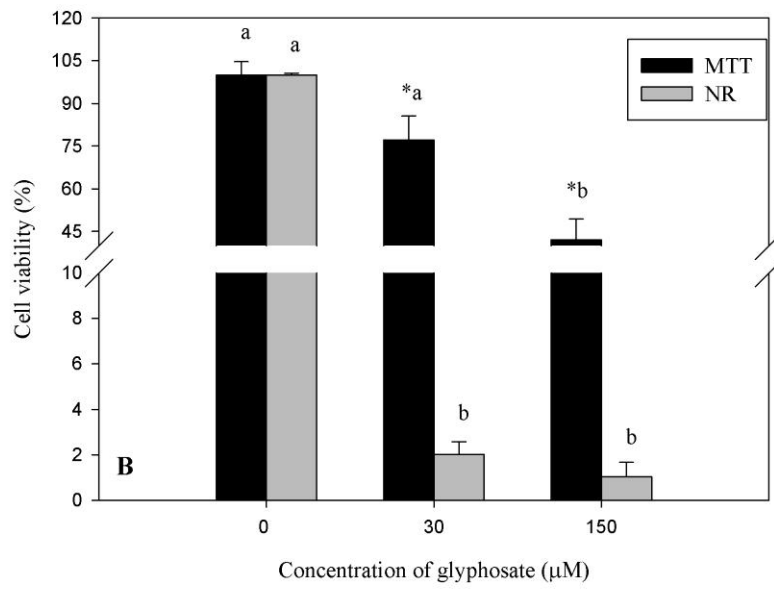 120
105
90
75
60
45
10
8
6
4
2
0
Cell viability (%)
a
a
*a
*b
b
b
MTT
NR
B
0
30
150
Concentration of glyphosate (μM)